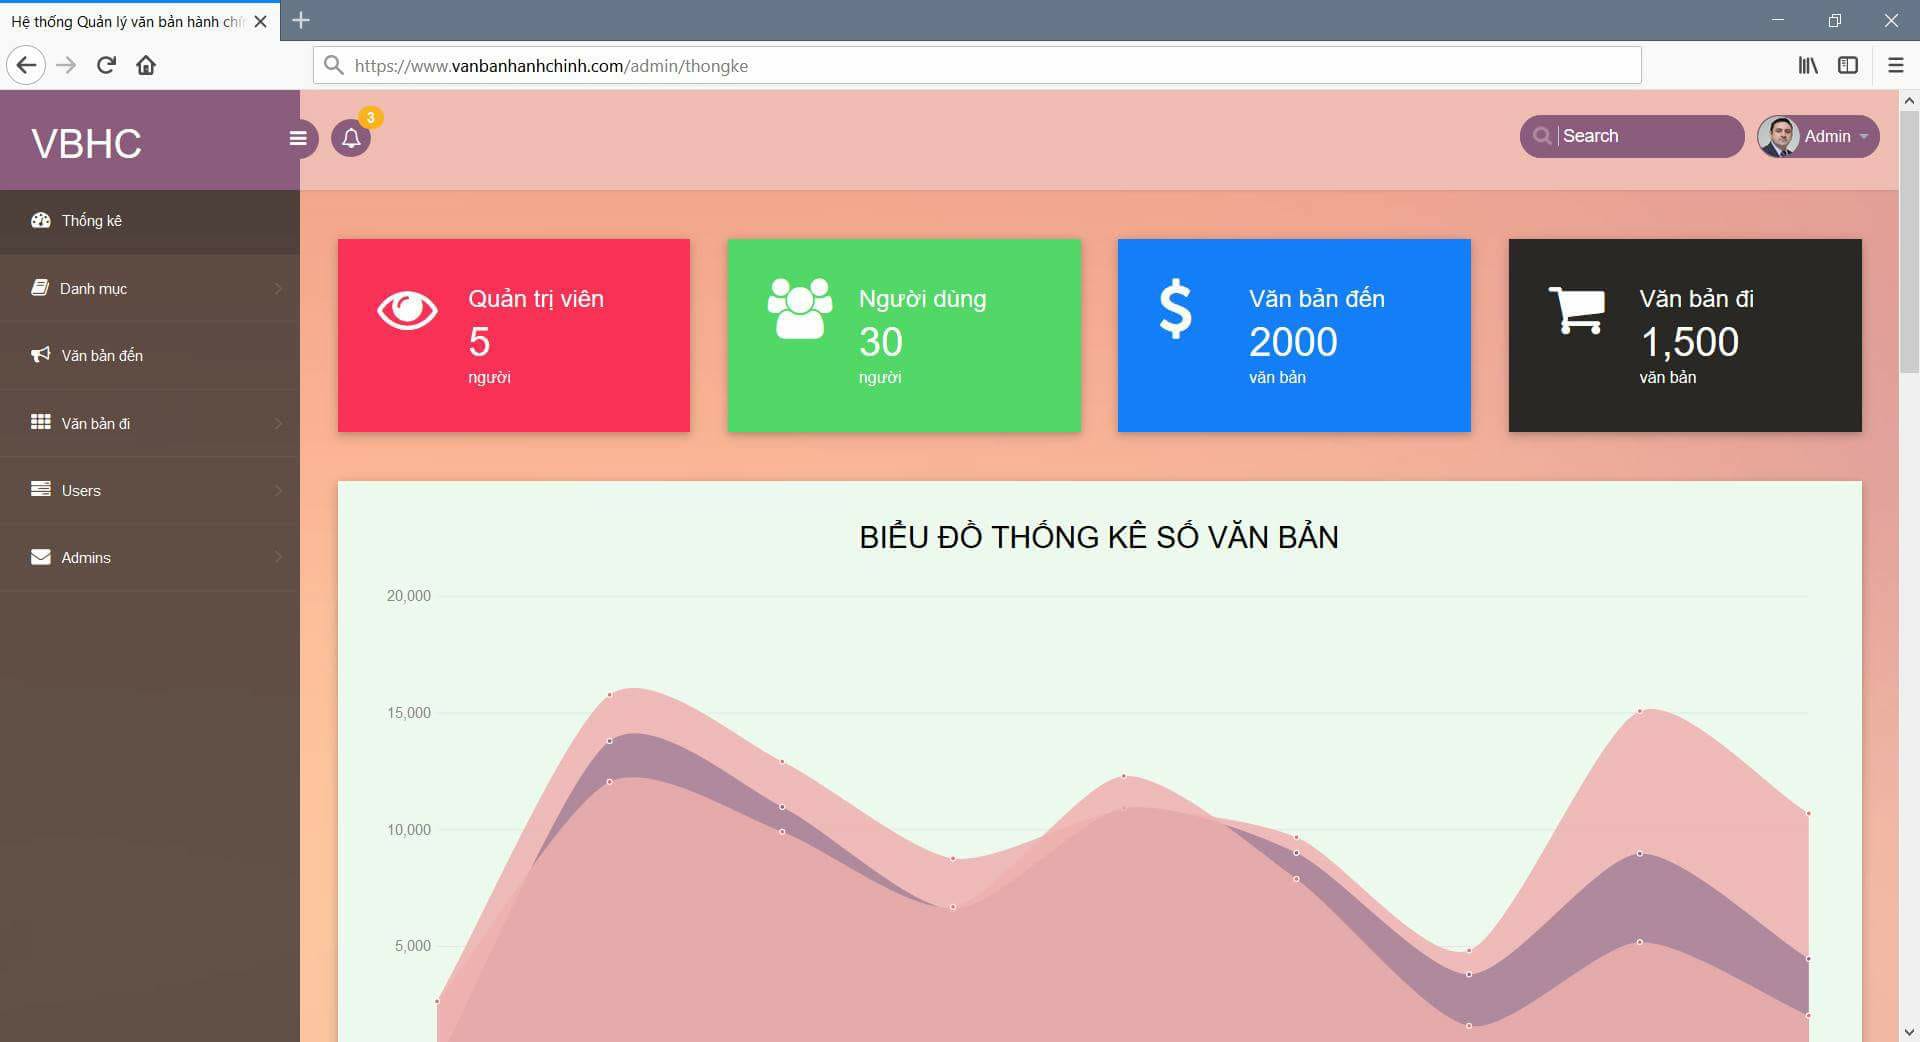 Hệ thống Quản lý văn bản hành chí
https://www.vanbanhanhchinh.com/admin/thongke
VBHC
3
Search
Admin
Thống kê
Danh mục
Văn bản đến
Văn bản đi
Users
Admins
Quản trị viên
5
người
Người dùng
30
người
Văn bản đến
2000
văn bản
Văn bản đi
1,500
văn bản
BIỂU ĐỒ THỐNG KÊ SỐ VĂN BẢN
20,000
15,000
10,000
5,000